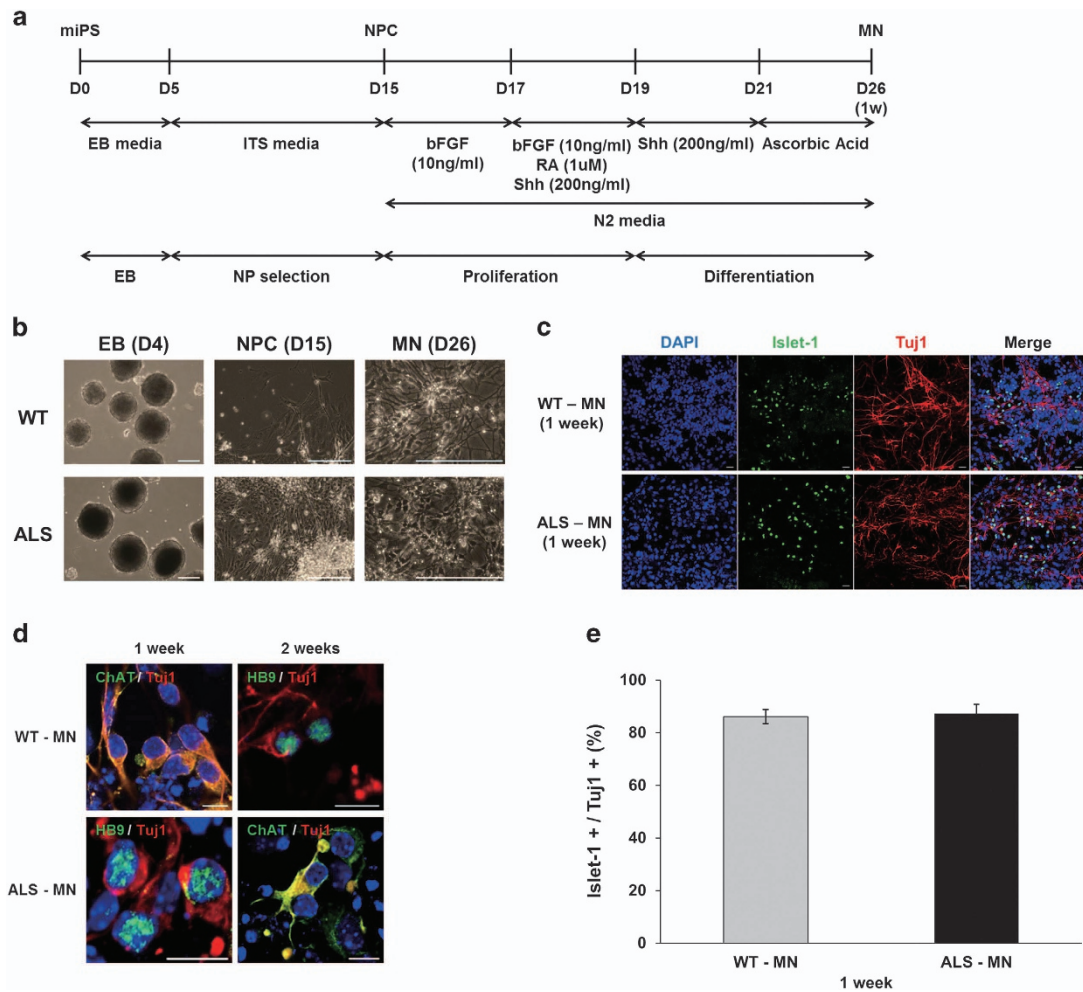 a
miPS NPC MN
D0 D5 D15 D17 D19 D21 D26
(1w)
EB media ITS media bFGF bFGF (10ng/ml) Shh (200ng/ml) Ascorbic Acid
(10ng/ml) RA (1uM)
Shh (200ng/ml)
N2 media
EB NP selection Proliferation Differentiation
b
EB (D4) NPC (D15) MN (D26)
WT
ALS
c
DAPI Islet-1 Tuj1 Merge
WT – MN
(1 week)
ALS – MN
(1 week)
d
1 week 2 weeks
ChAT / Tuj1 HB9 / Tuj1
WT - MN
HB9 / Tuj1 ChAT / Tuj1
ALS - MN
e
Islet-1 + / Tuj1 + (%)
100
80
60
40
20
0
WT - MN ALS - MN
1 week